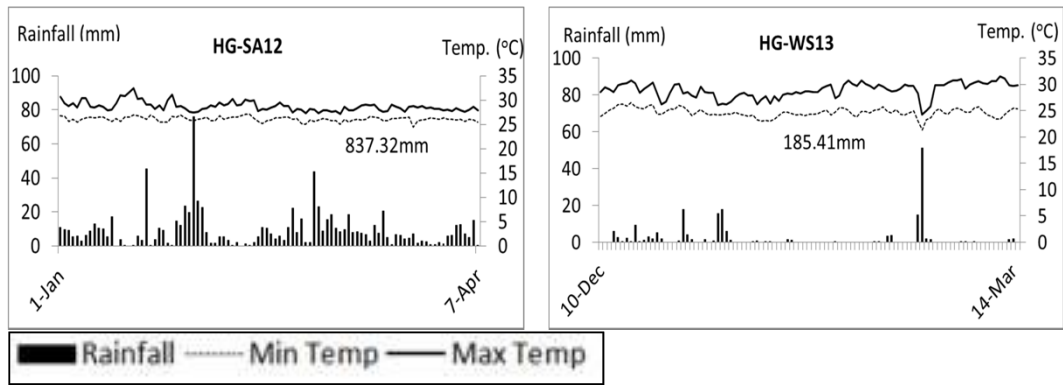 Rainfall (mm)
HG-SA12
Temp. (°C)
100
80
60
40
20
0
35
30
25
20
15
10
5
0
837.32mm
1-Jan
7-Apr
Rainfall (mm)
HG-WS13
Temp. (°C)
100
80
60
40
20
0
35
30
25
20
15
10
5
0
185.41mm
10-Dec
14-Mar
Rainfall Min Temp Max Temp